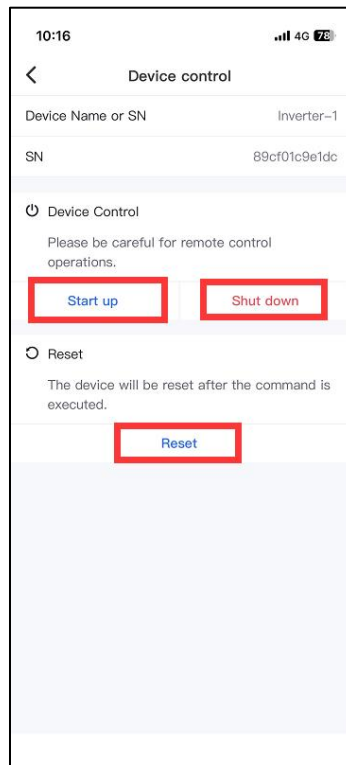 10:16 4G 78
Device control
Device Name or SN Inverter-1
SN 89cf01c9e1dc
Device Control
Please be careful for remote control
operations.
Start up Shut down
Reset
The device will be reset after the command is
executed.
Reset